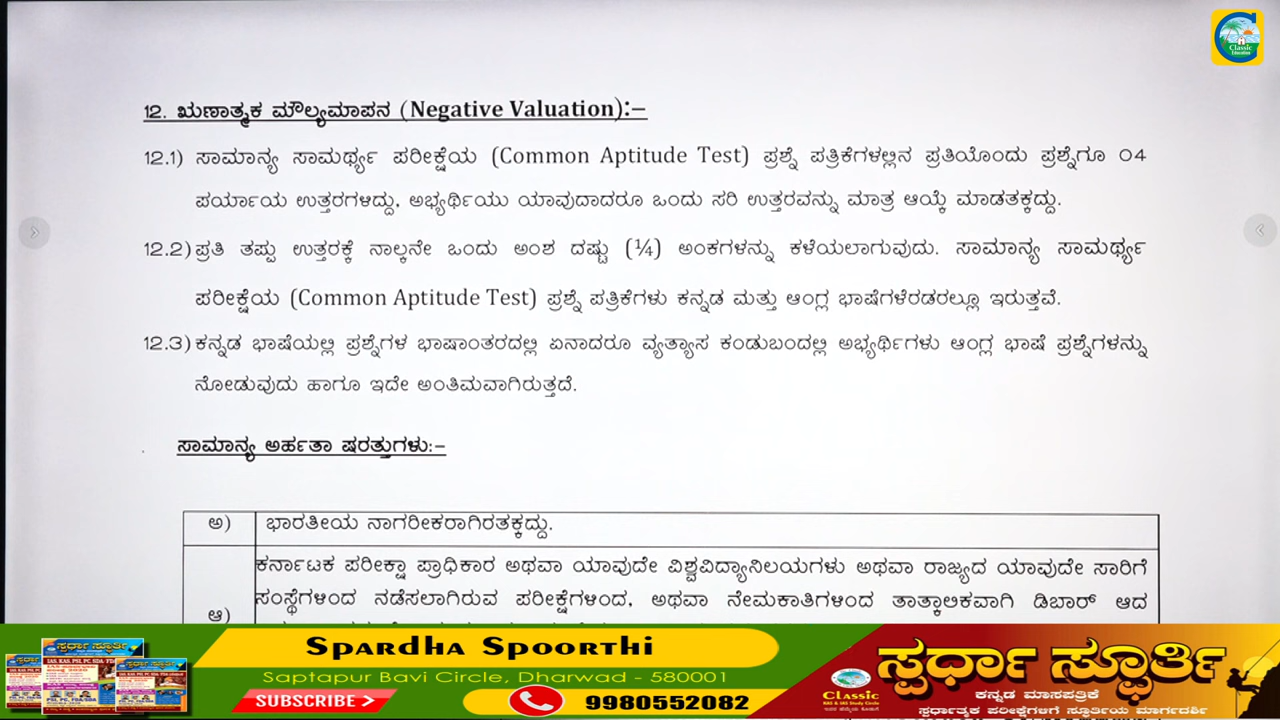 Classic
Education
12. ಋಣಾತ್ಮಕ ಮೌಲ್ಯಮಾಪನ (Negative Valuation):-
12.1) ಸಾಮಾನ್ಯ ಸಾಮರ್ಥ್ಯ ಪರೀಕ್ಷೆಯ (Common Aptitude Test) ಪ್ರಶ್ನೆ ಪತ್ರಿಕೆಗಳಲ್ಲಿನ ಪ್ರತಿಯೊಂದು ಪ್ರಶ್ನೆಗೂ 04
ಪರ್ಯಾಯ ಉತ್ತರಗಳಿದ್ದು, ಅಭ್ಯರ್ಥಿಯು ಯಾವುದಾದರೂ ಒಂದು ಸರಿ ಉತ್ತರವನ್ನು ಮಾತ್ರ ಆಯ್ಕೆ ಮಾಡತಕ್ಕದ್ದು.
12.2) ಪ್ರತಿ ತಪ್ಪು ಉತ್ತರಕ್ಕೆ ನಾಲ್ಕನೇ ಒಂದು ಅಂಶ ದಷ್ಟು (¼) ಅಂಕಗಳನ್ನು ಕಳೆಯಲಾಗುವುದು. ಸಾಮಾನ್ಯ ಸಾಮರ್ಥ್ಯ
ಪರೀಕ್ಷೆಯ (Common Aptitude Test) ಪ್ರಶ್ನೆ ಪತ್ರಿಕೆಗಳು ಕನ್ನಡ ಮತ್ತು ಆಂಗ್ಲ ಭಾಷೆಗಳೆರಡರಲ್ಲೂ ಇರುತ್ತವೆ.
12.3) ಕನ್ನಡ ಭಾಷೆಯಲ್ಲಿ ಪ್ರಶ್ನೆಗಳ ಭಾಷಾಂತರದಲ್ಲಿ ಏನಾದರೂ ವ್ಯತ್ಯಾಸ ಕಂಡುಬಂದಲ್ಲಿ ಅಭ್ಯರ್ಥಿಗಳು ಆಂಗ್ಲ ಭಾಷೆ ಪ್ರಶ್ನೆಗಳನ್ನು
ನೋಡುವುದು ಹಾಗೂ ಇದೇ ಅಂತಿಮವಾಗಿರುತ್ತದೆ.
ಸಾಮಾನ್ಯ ಅರ್ಹತಾ ಷರತ್ತುಗಳು:-
ಅ) ಭಾರತೀಯ ನಾಗರೀಕರಾಗಿರತಕ್ಕದ್ದು.
ಕರ್ನಾಟಕ ಪರೀಕ್ಷಾ ಪ್ರಾಧಿಕಾರ ಅಥವಾ ಯಾವುದೇ ವಿಶ್ವವಿದ್ಯಾನಿಲಯಗಳು ಅಥವಾ ರಾಜ್ಯದ ಯಾವುದೇ ಸಾರಿಗೆ
ಆ) ಸಂಸ್ಥೆಗಳಿಂದ ನಡೆಸಲಾಗಿರುವ ಪರೀಕ್ಷೆಗಳಿಂದ, ಅಥವಾ ನೇಮಕಾತಿಗಳಿಂದ ತಾತ್ಕಾಲಿಕವಾಗಿ ಡಿಬಾರ್ ಆದ
Spardha Spoorthi
Saptapur Bavi Circle, Dharwad - 580001
SUBSCRIBE
9980552082
ಸ್ಪರ್ಧಾ ಸ್ಫೂರ್ತಿ
ಕನ್ನಡ ಮಾಸಪತ್ರಿಕೆ
ಸ್ಪರ್ಧಾತ್ಮಕ ಪರೀಕ್ಷೆಗಳಿಗೆ ಸ್ಫೂರ್ತಿಯ ಮಾರ್ಗದರ್ಶಿ
Classic
KAS & IAS Study Circle